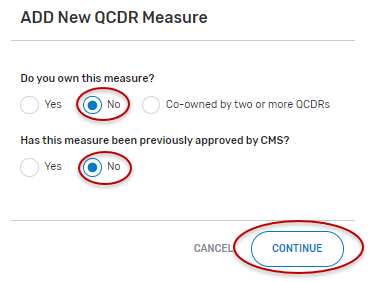 ADD New QCDR Measure
Do you own this measure?
Yes No Co-owned by two or more QCDRs
Has this measure been previously approved by CMS?
Yes No
CANCEL CONTINUE